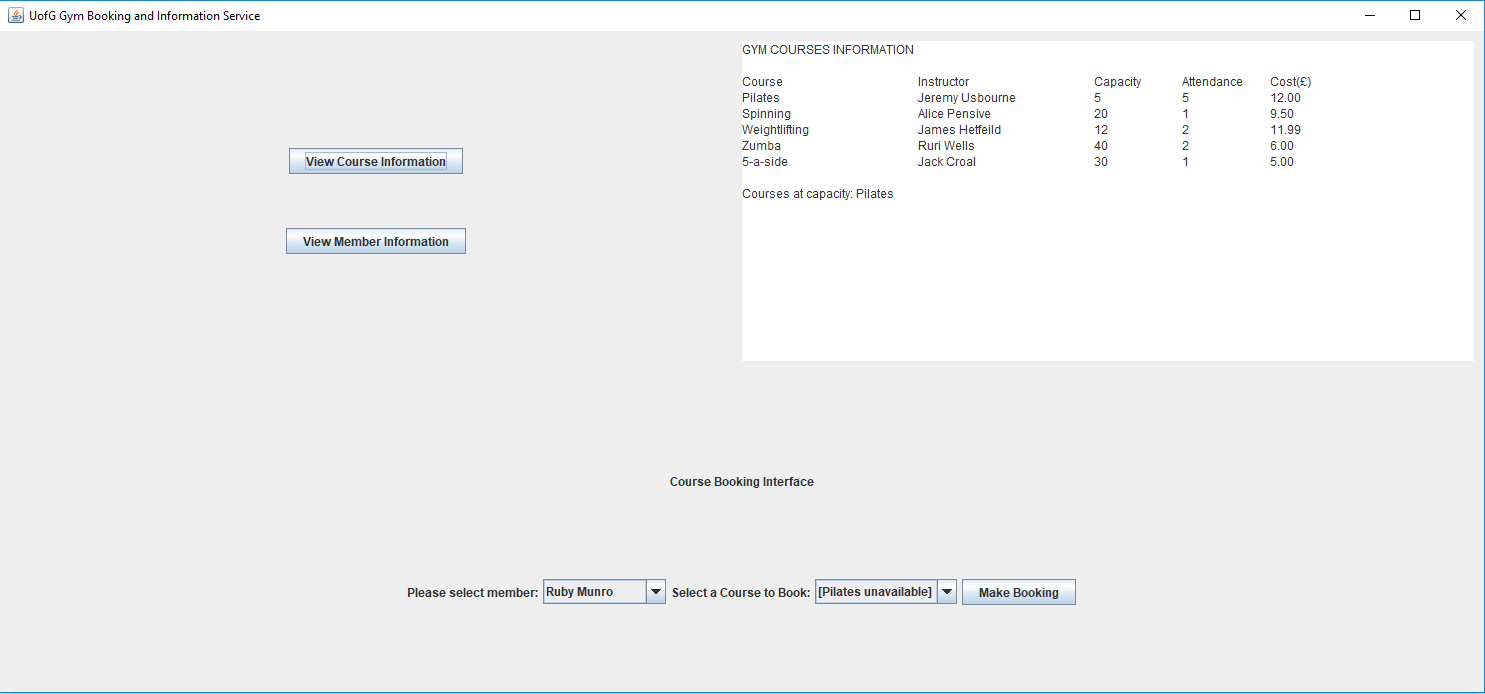 UofG Gym Booking and Information Service
GYM COURSES INFORMATION
Course Instructor Capacity Attendance Cost(£)
Pilates Jeremy Usbourne 5 5 12.00
Spinning Alice Pensive 20 1 9.50
Weightlifting James Hetfeild 12 2 11.99
Zumba Ruri Wells 40 2 6.00
5-a-side Jack Croal 30 1 5.00
Courses at capacity: Pilates
View Course Information
View Member Information
Course Booking Interface
Please select member: Ruby Munro Select a Course to Book: [Pilates unavailable] Make Booking